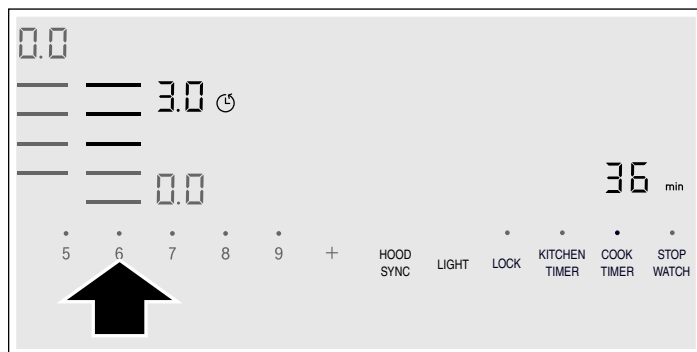 0.0
3.0
0.0
36 min
5 6 7 8 9 + HOOD SYNC LIGHT LOCK KITCHEN TIMER COOK TIMER STOP WATCH